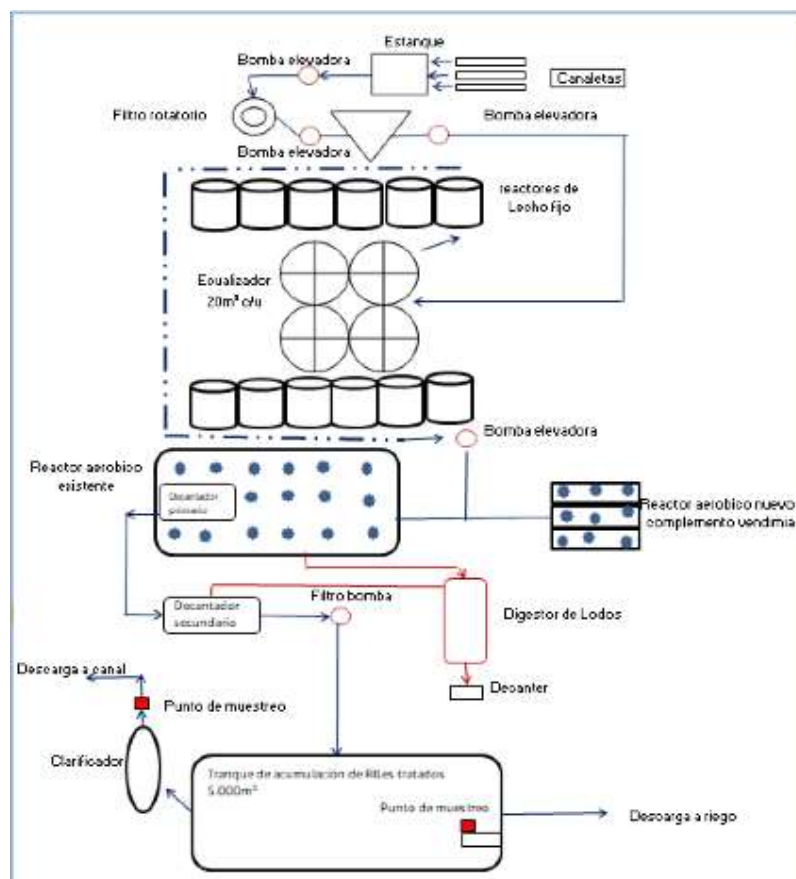 Estanque
Bomba elevadora
Canaletas
Filtro rotatorio
Bomba elevadora
Bomba elevadora
reactores de
Lecho fijo
Ecualizador
20m³ c/u
Bomba elevadora
Reactor aerobico
existente
Decantador
primario
Reactor aerobico nuevo
complemento vendimia
Filtro bomba
Decantador
secundario
Digestor de Lodos
Descarga a canal
Punto de muestreo
Decanter
Clarificador
Tranque de acumulación de RILes tratados
5.000m³
Punto de muestreo
Descarga a riego